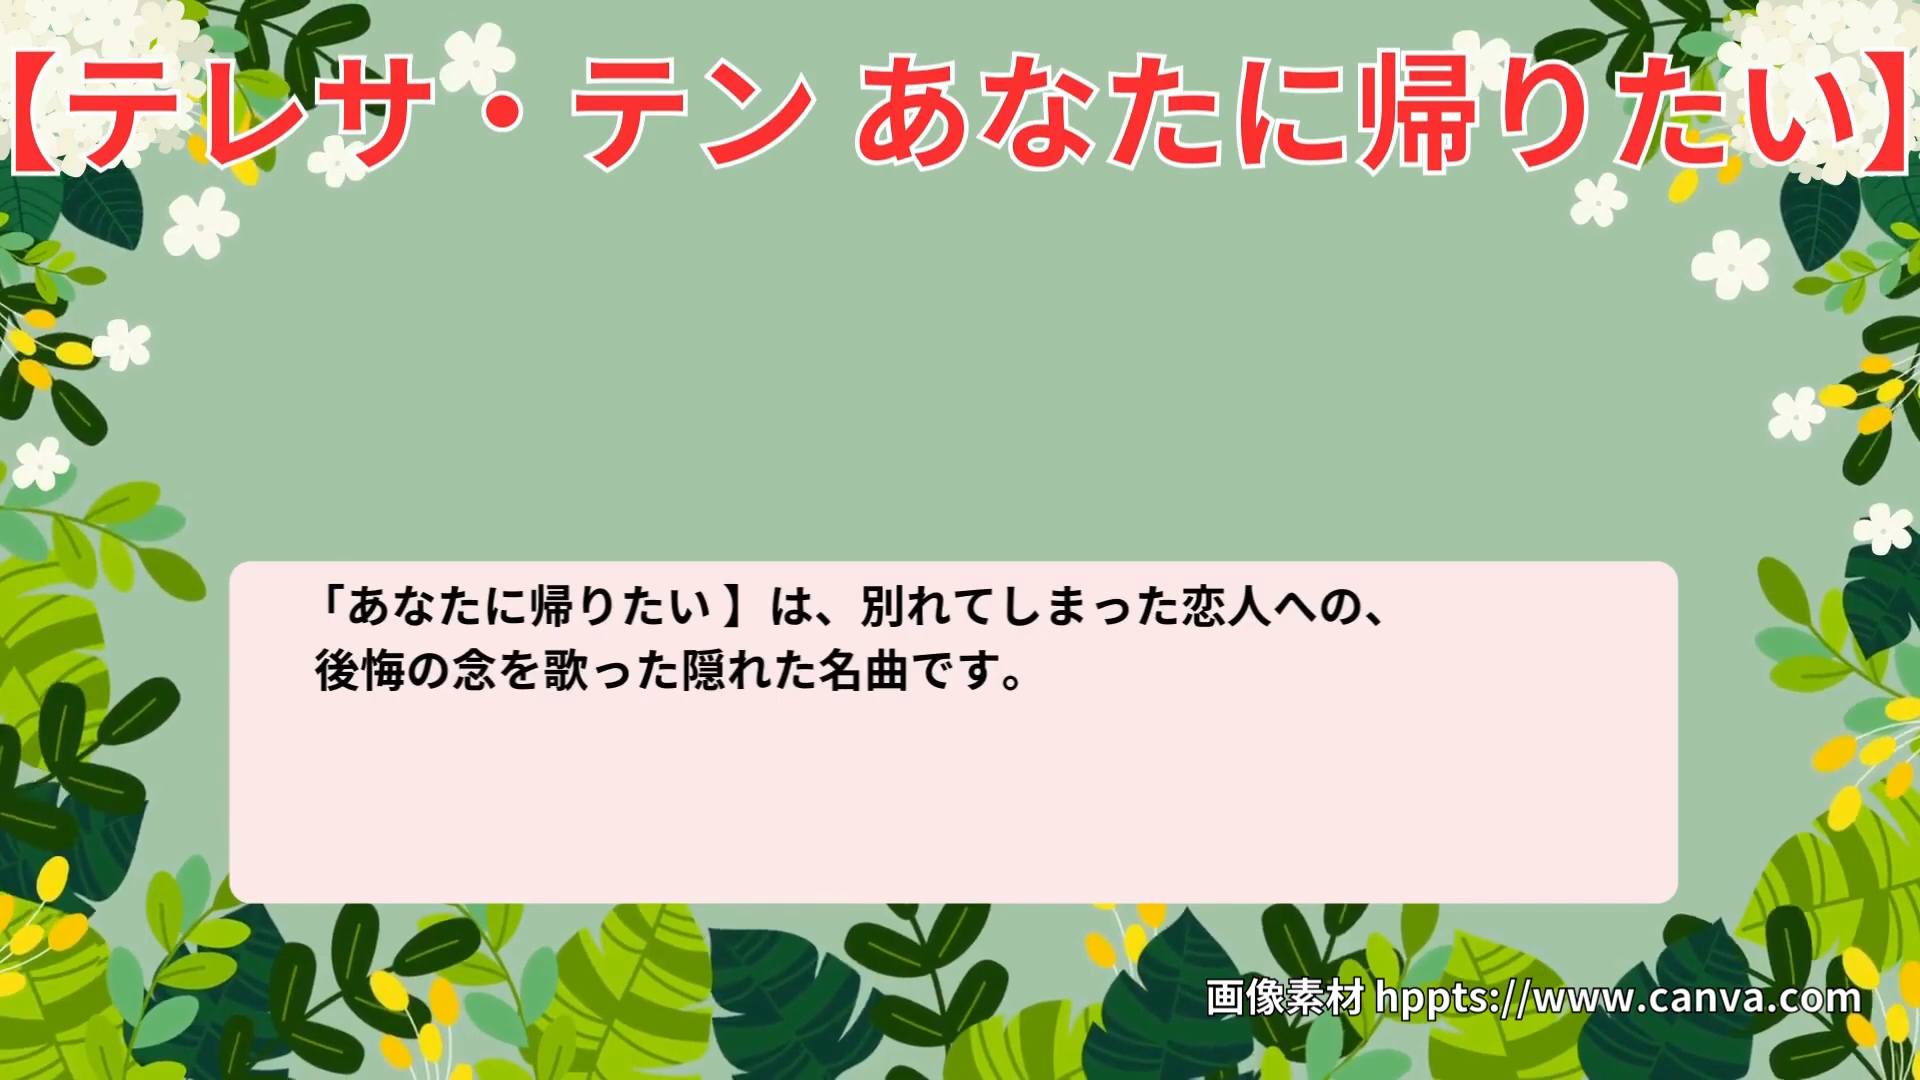 【テレサ・テン あなたに帰りたい】
「あなたに帰りたい 】は、別れてしまった恋人への、
後悔の念を歌った隠れた名曲です。
画像素材 hppts://www.canva.com